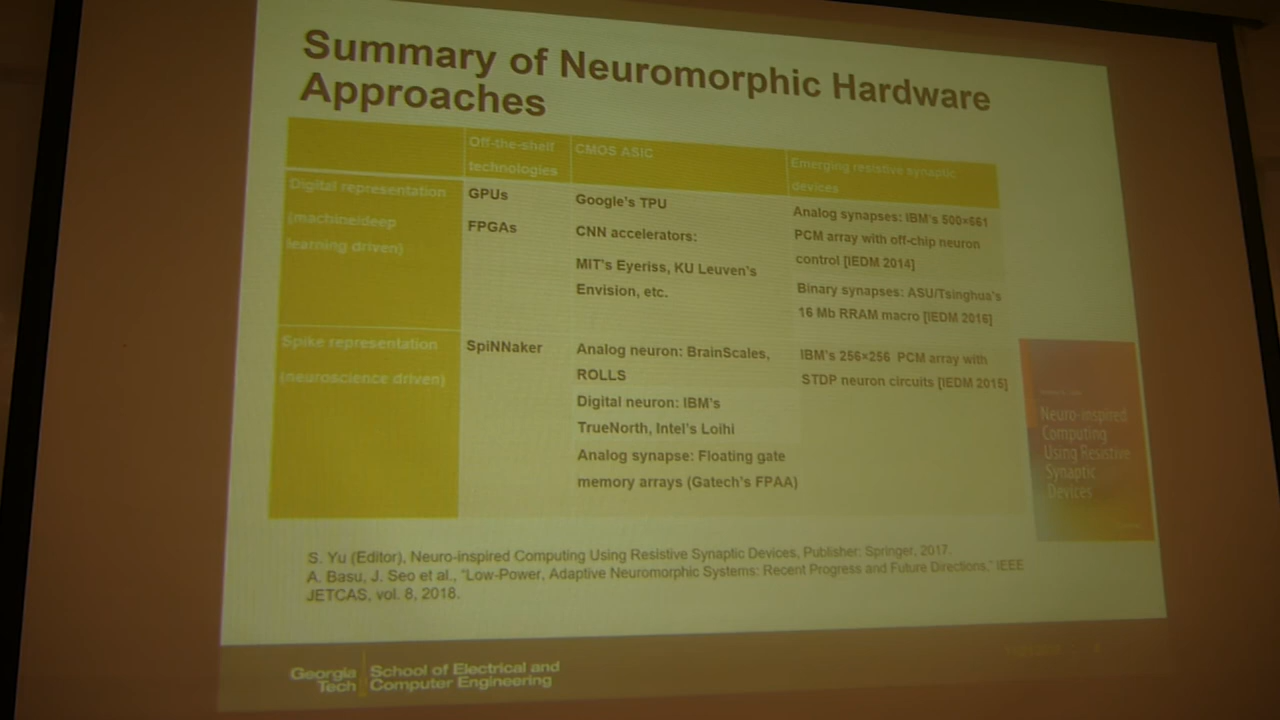 Summary of Neuromorphic Hardware
Approaches
Off-the-shelf
technologies
CMOS ASIC
Emerging resistive synaptic
devices
Digital representation
(machine/deep
learning driven)
GPUs
FPGAs
Google's TPU
CNN accelerators:
MIT's Eyeriss, KU Leuven's
Envision, etc.
Analog synapses: IBM's 500×661
PCM array with off-chip neuron
control [IEDM 2014]
Binary synapses: ASU/Tsinghua's
16 Mb RRAM macro [IEDM 2016]
Spike representation
(neuroscience driven)
SpiNNaker
Analog neuron: BrainScales,
ROLLS
Digital neuron: IBM's
TrueNorth, Intel's Loihi
Analog synapse: Floating gate
memory arrays (Gatech's FPAA)
IBM's 256×256 PCM array with
STDP neuron circuits [IEDM 2015]
Neuro-inspired
Computing
Using Resistive
Synaptic
Devices
S. Yu (Editor), Neuro-inspired Computing Using Resistive Synaptic Devices, Publisher: Springer, 2017.
A. Basu, J. Seo et al., "Low-Power, Adaptive Neuromorphic Systems: Recent Progress and Future Directions," IEEE
JETCAS, vol. 8, 2018.
Georgia
Tech
School of Electrical and
Computer Engineering